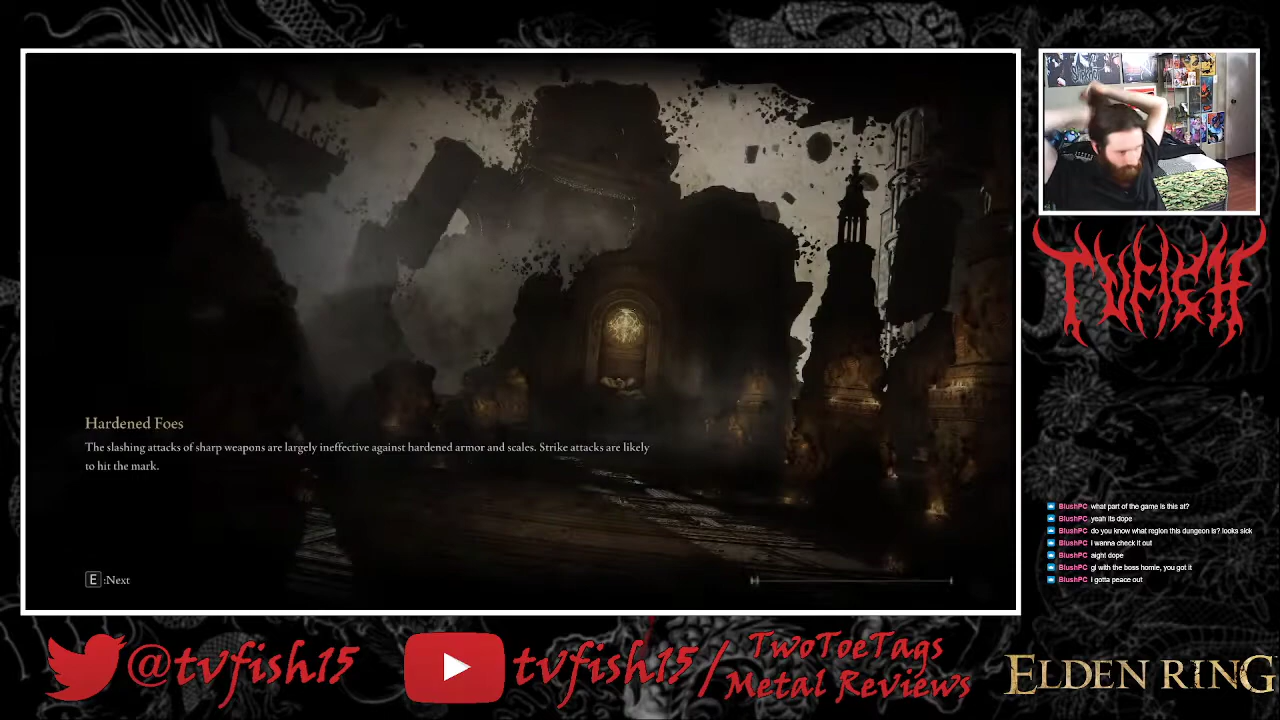 Hardened Foes
The slashing attacks of sharp weapons are largely ineffective against hardened armor and scales. Strike attacks are likely
to hit the mark.
E :Next
TVFISH
BlushPC what part of the game is this at?
BlushPC yeah its dope
BlushPC do you know what region this dungeon is? looks sick
BlushPC I wanna check it out
BlushPC aight dope
BlushPC gl with the boss homie, you got it
BlushPC I gotta peace out
@tvfish15
tvfish15 / TwoToeTags
Metal Reviews
ELDEN RING